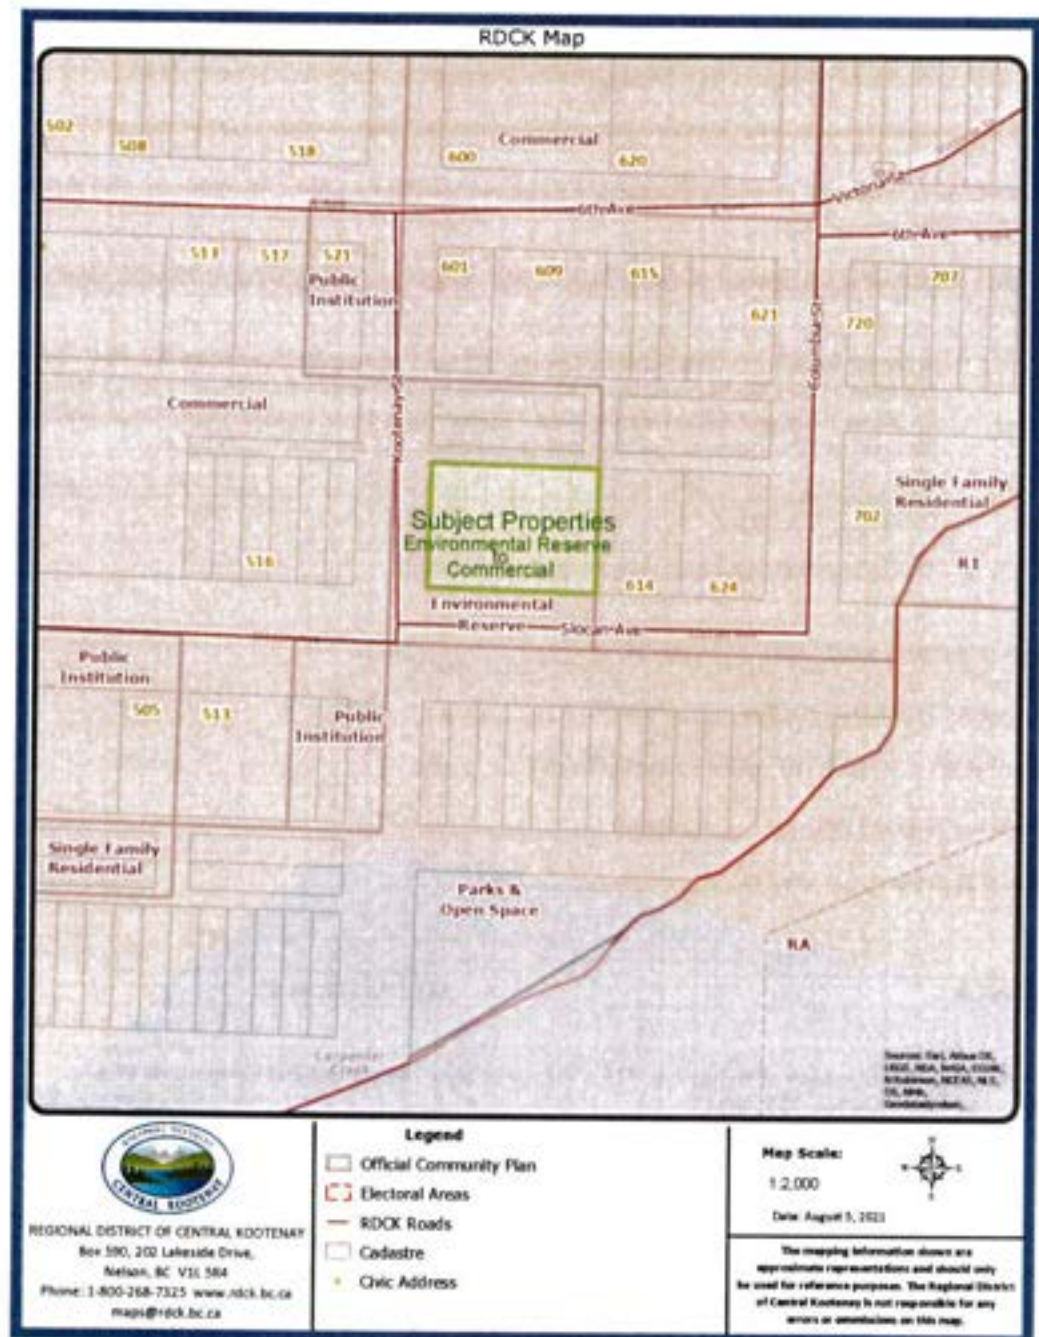 RDCK Map
502
508
518
600
Commercial
620
Victoria St
6th Ave
6th Ave
513
517
521
601
609
615
621
720
707
Public
Institution
Columbia St
Kootenay St
Commercial
Single Family
Residential
702
R1
516
Subject Properties
Environmental Reserve
to
Commercial
614
624
Environmental
Reserve
Slocan Ave
Public
Institution
505
513
Public
Institution
Single Family
Residential
Parks &
Open Space
RA
Carpenter
Creek
CENTRAL KOOTENAY
REGIONAL DISTRICT OF CENTRAL KOOTENAY
Box 590, 202 Lakeside Drive,
Nelson, BC V1L 5R4
Phone: 1-800-268-7325 www.rdck.bc.ca
maps@rdck.bc.ca
Legend
Official Community Plan
Electoral Areas
RDCK Roads
Cadastre
Civic Address
Map Scale:
1:2,000
Date: August 5, 2021
The mapping information shown are
approximate representations and should only
be used for reference purposes. The Regional District
of Central Kootenay is not responsible for any
errors or ommissions on this map.